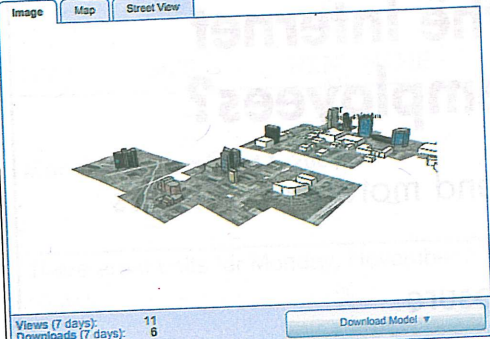 Image Map Street View
Views (7 days): 11
Downloads (7 days): 6
Download Model ▼